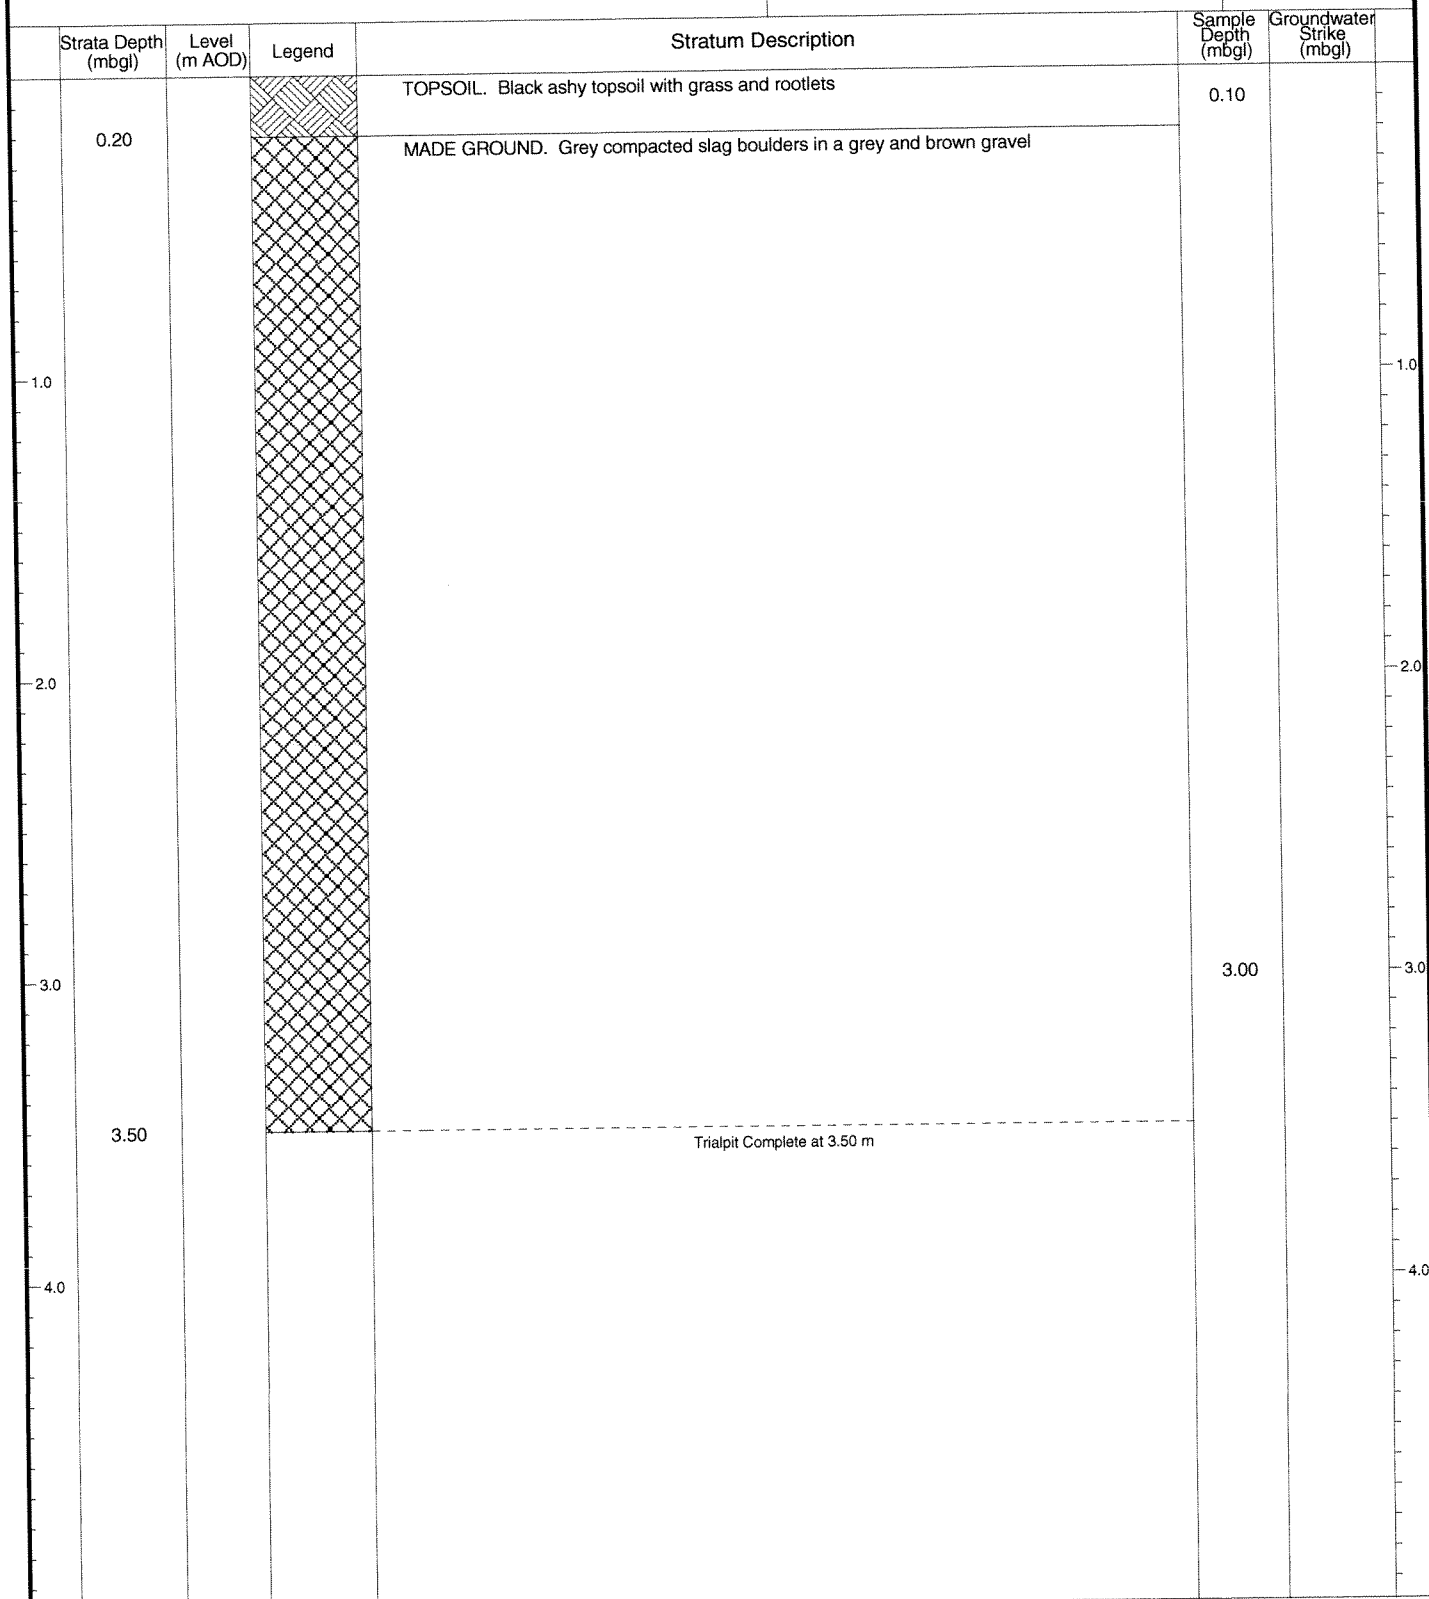 Strata Depth
(mbgl)
Level
(m AOD)
Legend
Stratum Description
Sample
Depth
(mbgl)
Groundwater
Strike
(mbgl)
TOPSOIL. Black ashy topsoil with grass and rootlets
0.10
0.20
MADE GROUND. Grey compacted slag boulders in a grey and brown gravel
1.0
1.0
2.0
2.0
3.0
3.00
3.0
3.50
Trialpit Complete at 3.50 m
4.0
4.0